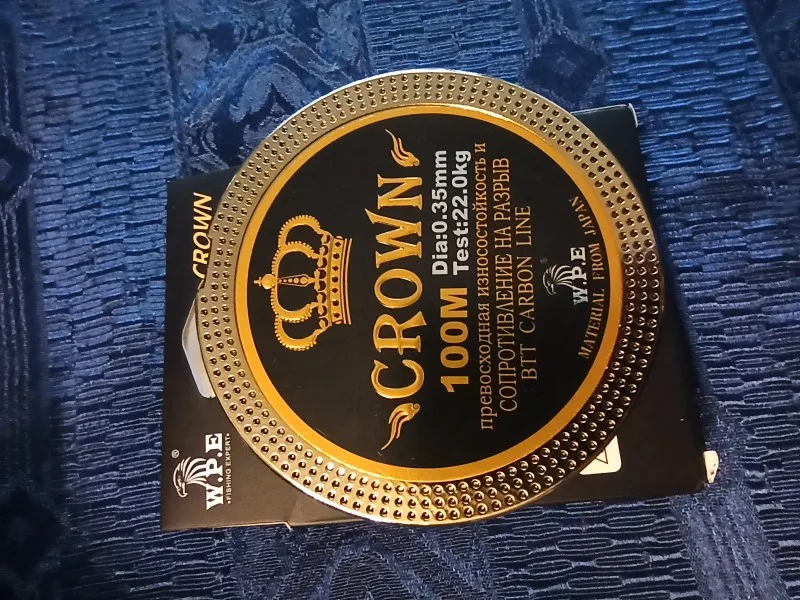 CROWN
100M
Dia:0.35mm
Test:22.0kg
превосходная износостойкость и
СОПРОТИВЛЕНИЕ НА РАЗРЫВ
BTT CARBON LINE
W.P.E
MATERIAL FROM JAPAN
CROWN
®
W.P.E
•FISHING EXPERT•